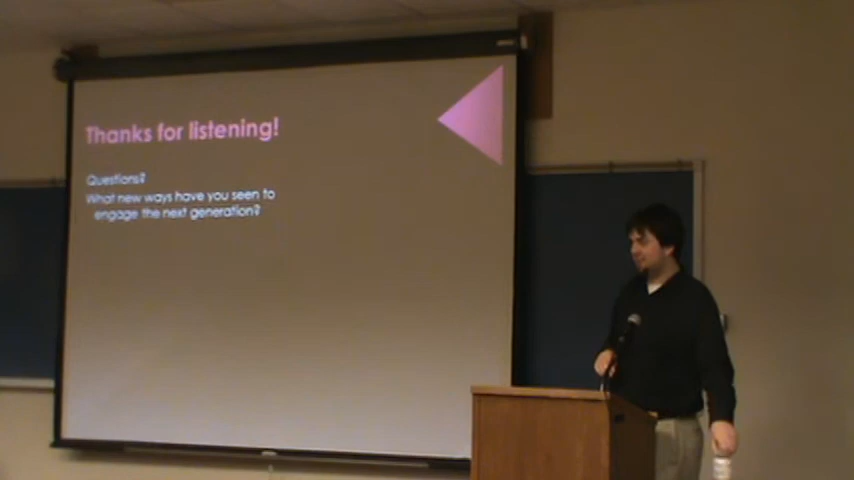 Thanks for listening!
Questions?
What new ways have you seen to
engage the next generation?